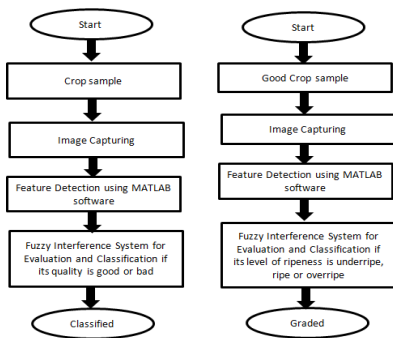 Start
Crop sample
Image Capturing
Feature Detection using MATLAB
software
Fuzzy Interference System for
Evaluation and Classification if
its quality is good or bad
Classified
Start
Good Crop sample
Image Capturing
Feature Detection using MATLAB
software
Fuzzy Interference System for
Evaluation and Classification if
its level of ripeness is underripe,
ripe or overripe
Graded